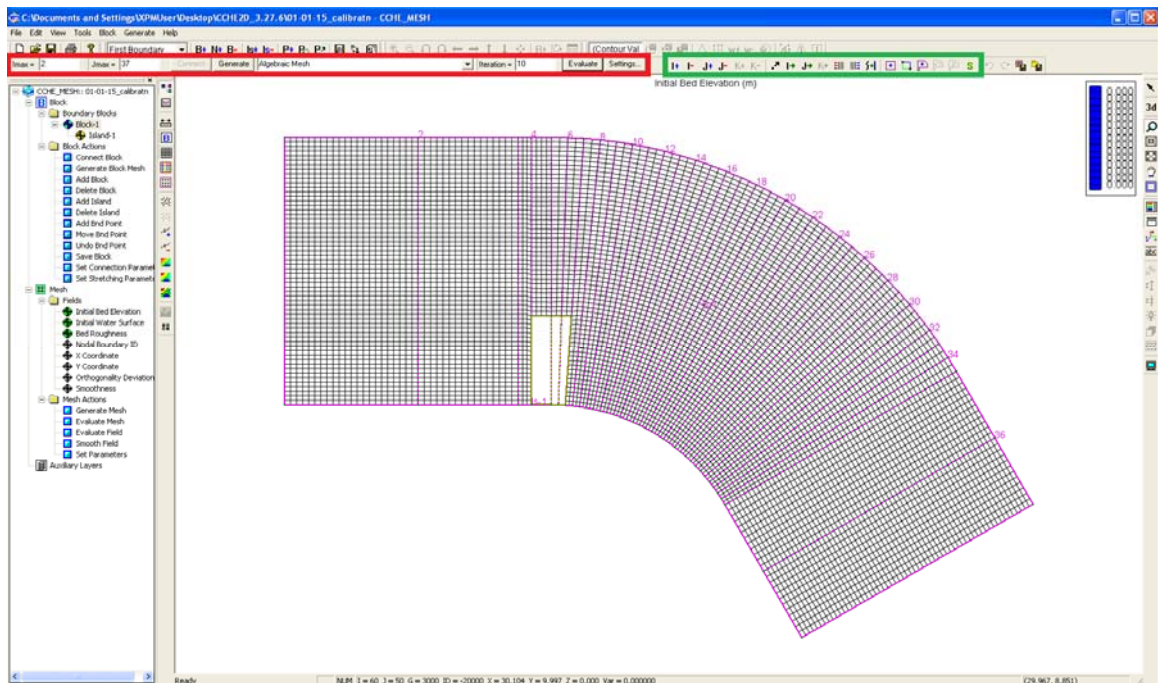 C:\Documents and Settings\XPMUser\Desktop\CCHE2D_3.27.6\01-01-15_calibratn - CCHE_MESH
File Edit View Tools Block Generate Help
First Boundary
(Contour Val
Imax = 2 Jmax = 37 Connect Generate Algebraic Mesh Iteration = 10 Evaluate Settings...
I+ I- J+ J- K+ K- I+ J+ K+ S
CCHE_MESH:: 01-01-15_calibratn
Block
Boundary Blocks
Block-1
Island-1
Block Actions
Connect Block
Generate Block Mesh
Add Block
Delete Block
Add Island
Delete Island
Add Bnd Point
Move Bnd Point
Undo Bnd Point
Save Block
Set Connection Paramet
Set Stretching Paramete
Mesh
Fields
Initial Bed Elevation
Initial Water Surface
Bed Roughness
Nodal Boundary ID
X Coordinate
Y Coordinate
Orthogonality Deviation
Smoothness
Mesh Actions
Generate Mesh
Evaluate Mesh
Evaluate Field
Smooth Field
Set Parameters
Auxiliary Layers
Initial Bed Elevation (m)
2 4 6 8 10 12 14 16 18 20 22 24 26 28 30 32 34 36
3d
abc
Ready NUM I = 60 J = 50 G = 3000 ID = -20000 X = 30.104 Y = 9.997 Z = 0.000 Var = 0.000000 (29.967, 8.851)